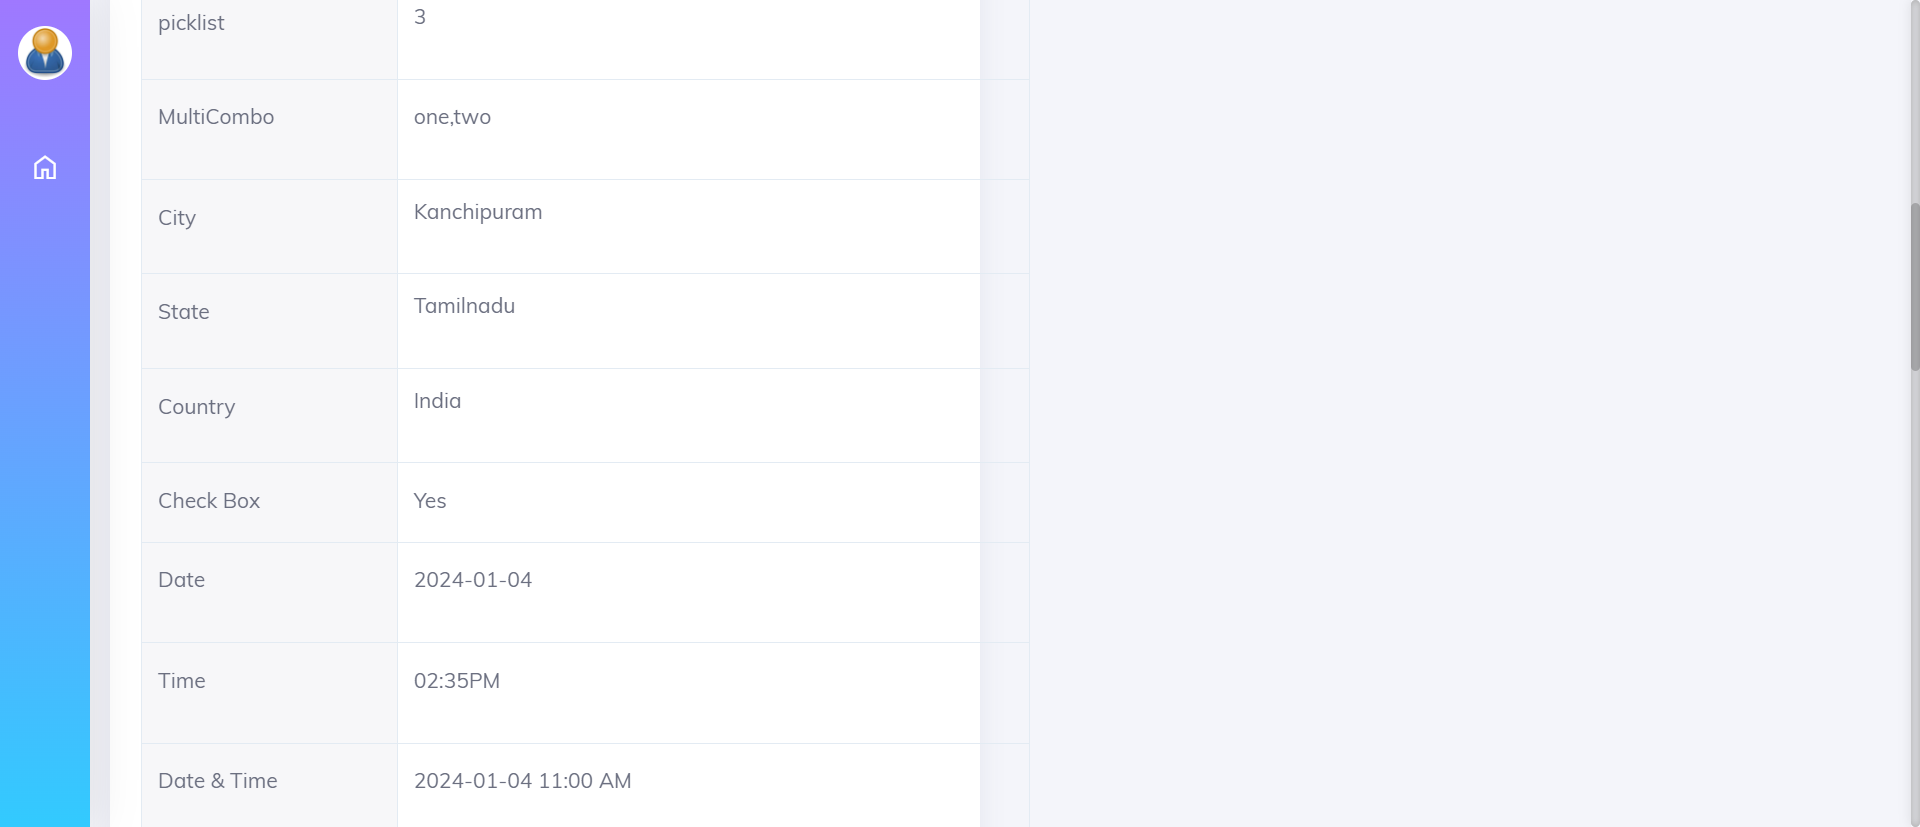 picklist 3
MultiCombo one,two
City Kanchipuram
State Tamilnadu
Country India
Check Box Yes
Date 2024-01-04
Time 02:35PM
Date & Time 2024-01-04 11:00 AM